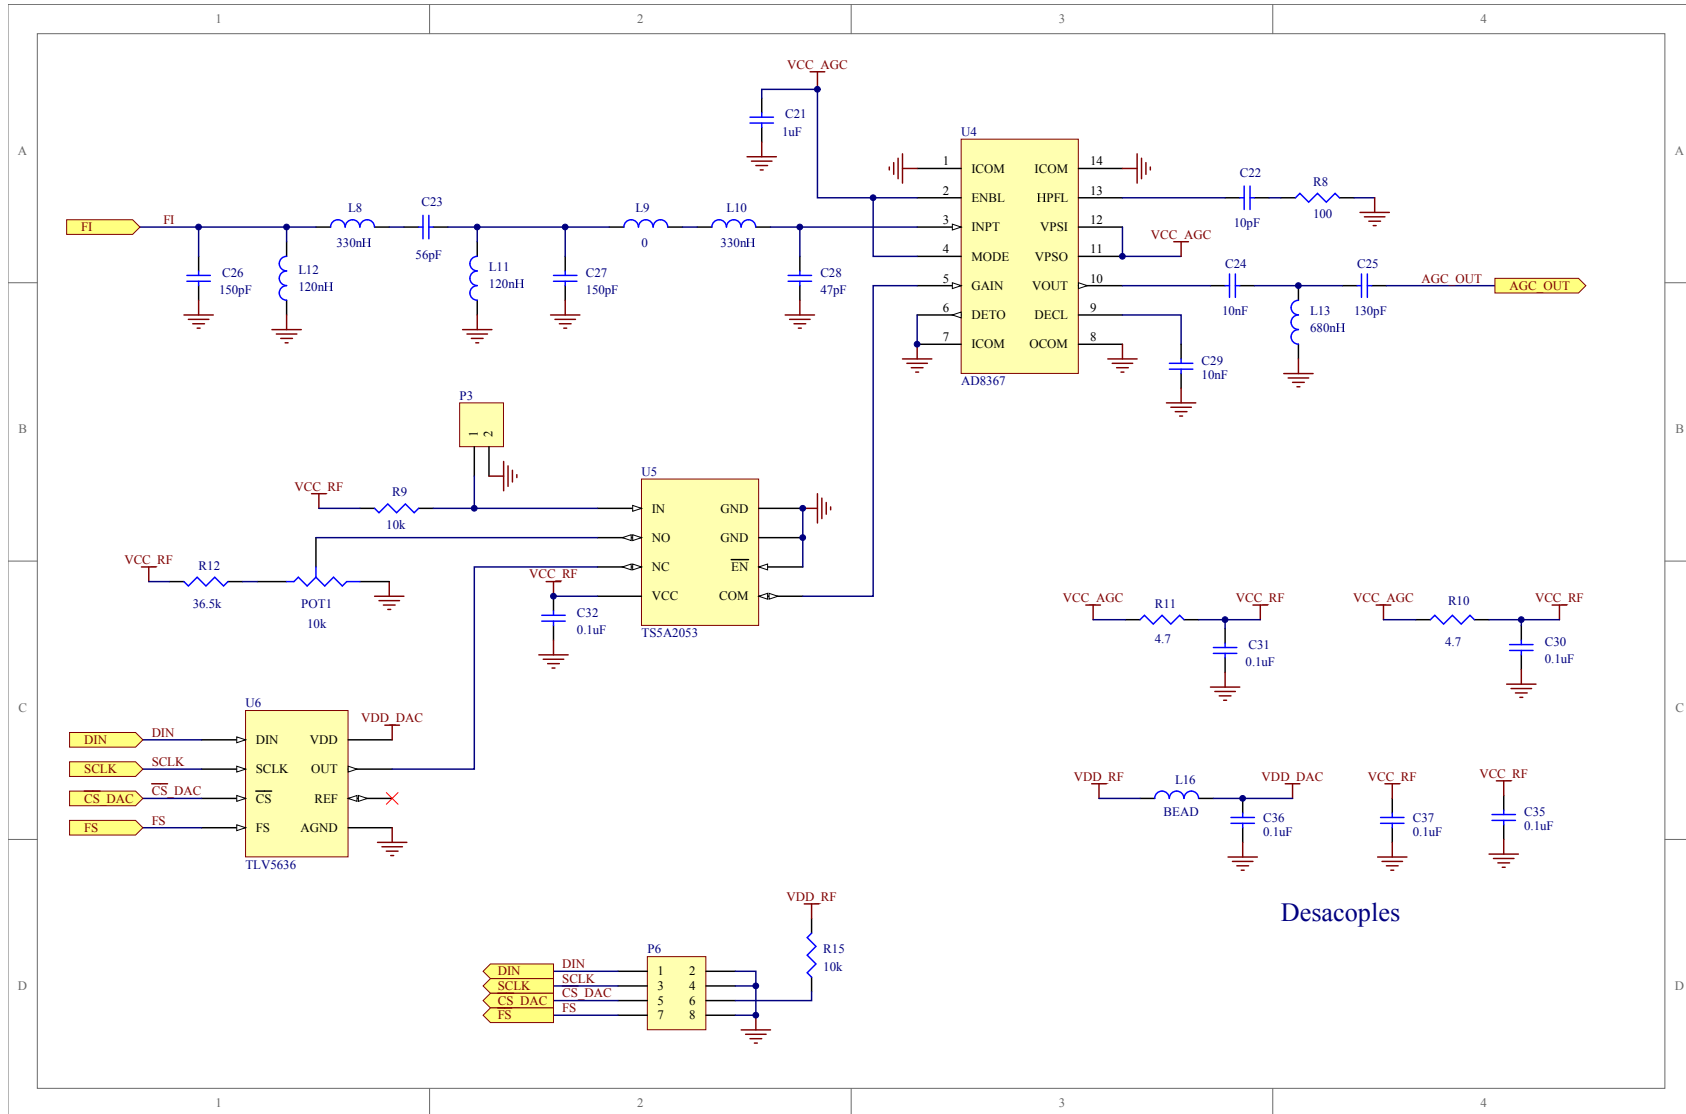 1 2 3 4
A A
B B
C C
D D
1 2 3 4
VCC_AGC
C21
1uF
FI FI
L8
330nH
C23
56pF
L9
0
L10
330nH
C26
150pF
L12
120nH
L11
120nH
C27
150pF
C28
47pF
U4
1 ICOM ICOM 14
2 ENBL HPFL 13
3 INPT VPSI 12
4 MODE VPSO 11
5 GAIN VOUT 10
6 DETO DECL 9
7 ICOM OCOM 8
AD8367
C22
10pF
R8
100
VCC_AGC
C24
10nF
C25
130pF
L13
680nH
AGC_OUT AGC_OUT
C29
10nF
P3
1 2
VCC_RF
R9
10k
VCC_RF
R12
36.5k
POT1
10k
U5
IN GND
NO GND
NC EN
VCC COM
TS5A2053
VCC_RF
C32
0.1uF
VCC_AGC
R11
4.7
VCC_RF
C31
0.1uF
VCC_AGC
R10
4.7
VCC_RF
C30
0.1uF
U6
DIN DIN DIN VDD
SCLK SCLK SCLK OUT
CS_DAC CS_DAC CS REF
FS FS FS AGND
TLV5636
VDD_DAC
VDD_RF
L16
BEAD
VDD_DAC
C36
0.1uF
VCC_RF
C37
0.1uF
VCC_RF
C35
0.1uF
Desacoples
VDD_RF
R15
10k
P6
DIN DIN 1 2
SCLK SCLK 3 4
CS_DAC CS_DAC 5 6
FS FS 7 8